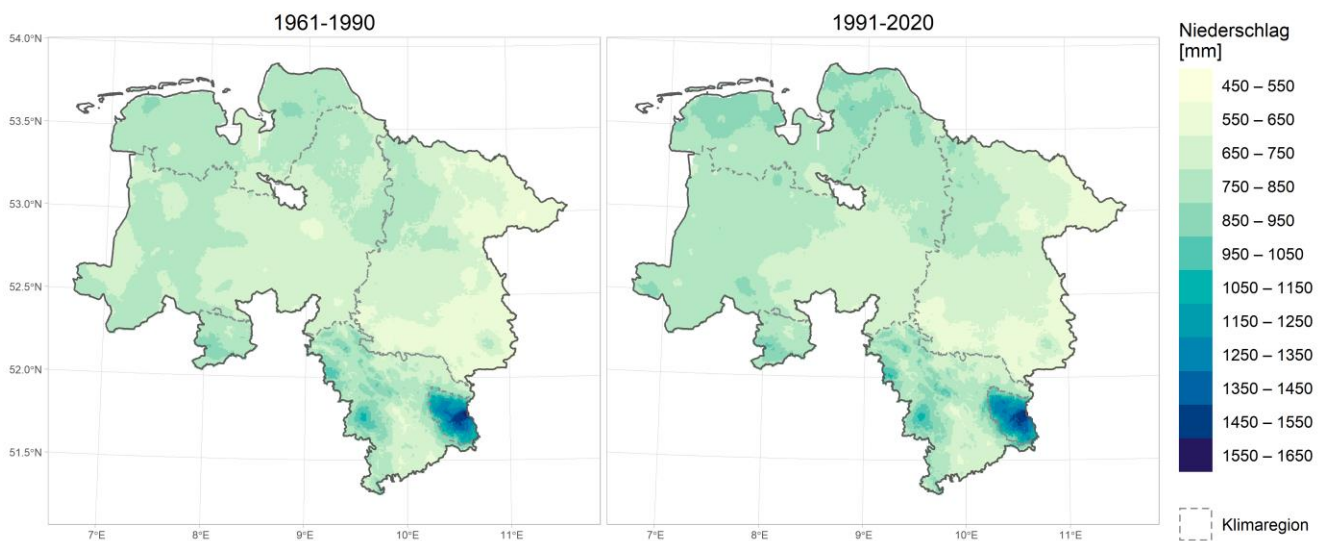 1961-1990
1991-2020
54.0°N
53.5°N
53.0°N
52.5°N
52.0°N
51.5°N
7°E 8°E 9°E 10°E 11°E
7°E 8°E 9°E 10°E 11°E
Niederschlag
[mm]
450 – 550
550 – 650
650 – 750
750 – 850
850 – 950
950 – 1050
1050 – 1150
1150 – 1250
1250 – 1350
1350 – 1450
1450 – 1550
1550 – 1650
Klimaregion